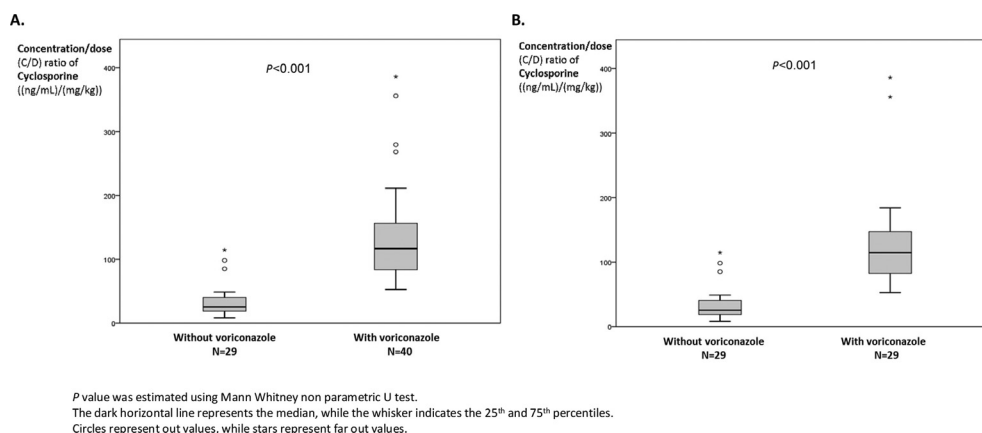 A.
Concentration/dose
(C/D) ratio of
Cyclosporine
((ng/mL)/(mg/kg))
P<0.001
400
300
200
100
0
*
*
Without voriconazole
N=29
With voriconazole
N=40
B.
Concentration/dose
(C/D) ratio of
Cyclosporine
((ng/mL)/(mg/kg))
P<0.001
400
300
200
100
0
*
*
*
Without voriconazole
N=29
With voriconazole
N=29
P value was estimated using Mann Whitney non parametric U test.
The dark horizontal line represents the median, while the whisker indicates the 25th and 75th percentiles.
Circles represent out values, while stars represent far out values.